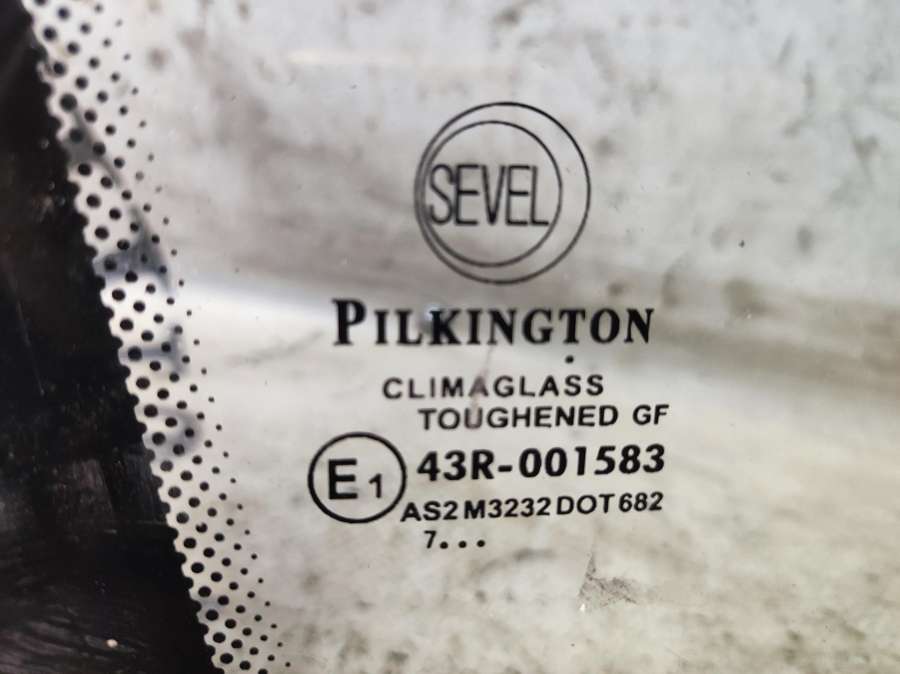 SEVEL
PILKINGTON
.
CLIMAGLASS
TOUGHENED GF
E1 43R-001583
AS2 M3232 DOT 682
7...